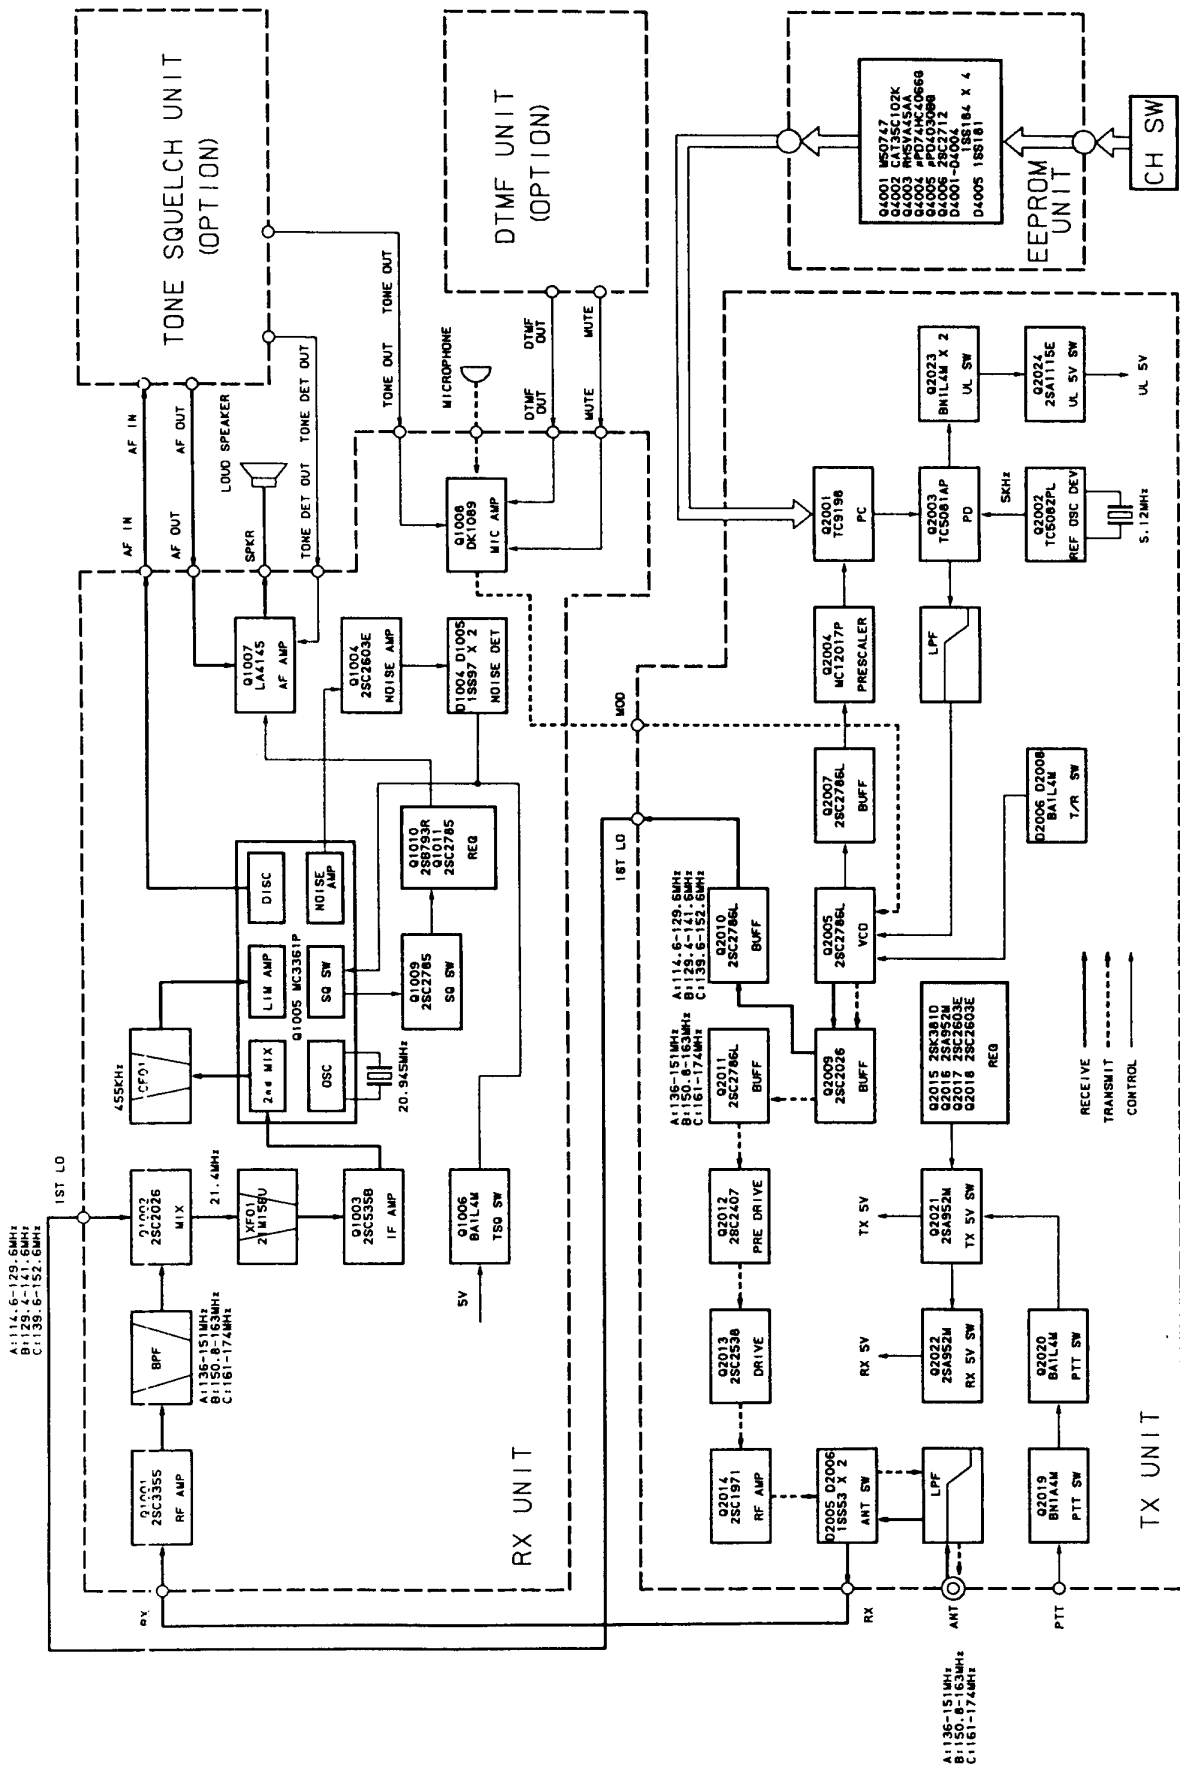 TONE SQUELCH UNIT
(OPTION)
DTMF UNIT
(OPTION)
EEPROM
UNIT
Q4001 M50747
Q4002 CAT35C102K
Q4003 RH5VA45AA
Q4004 μPD74HC4066G
Q4005 μPD4030BG
Q4006 2SC2712
D4001-D4004
1SS184 X 4
D4005 1SS181
CH SW
AF IN
AF OUT
TONE DET OUT
TONE OUT
LOUD SPEAKER
MICROPHONE
DTMF
OUT
MUTE
AF IN
AF OUT
SPKR
TONE DET OUT
TONE OUT
DTMF
OUT
MUTE
A:114.6-129.6MHz
B:129.4-141.6MHz
C:139.6-152.6MHz
1ST LO
RX UNIT
RX
Q1001
2SC3355
RF AMP
BPF
A:136-151MHz
B:150.8-163MHz
C:161-174MHz
Q1002
2SC2026
MIX
21.4MHz
XF01
21M15BU
Q1003
2SC535B
IF AMP
455KHz
CF01
2nd MIX
LIM AMP
DISC
Q1005 MC3361P
OSC
SQ SW
NOISE
AMP
20.945MHz
Q1006
BA1L4M
TSQ SW
5V
Q1009
2SC2785
SQ SW
Q1010
2SB793R
Q1011
2SC2785
REG
Q1007
LA4145
AF AMP
Q1004
2SC2603E
NOISE AMP
D1004 D1005
1SS97 X 2
NOISE DET
Q1008
DK1089
MIC AMP
MOD
1ST LO
TX UNIT
RX
ANT
PTT
A:136-151MHz
B:150.8-163MHz
C:161-174MHz
Q2014
2SC1971
RF AMP
Q2013
2SC2538
DRIVE
Q2012
2SC2407
PRE DRIVE
A:136-151MHz
B:150.8-163MHz
C:161-174MHz
Q2011
2SC2786L
BUFF
A:114.6-129.6MHz
B:129.4-141.6MHz
C:139.6-152.6MHz
Q2010
2SC2786L
BUFF
D2005 D2006
1SS53 X 2
ANT SW
LPF
Q2009
2SC2026
BUFF
Q2005
2SC2786L
VCO
Q2007
2SC2786L
BUFF
Q2004
MC12017P
PRESCALER
Q2001
TC9198
PC
Q2003
TC5081AP
PD
Q2002
TC5082PL
REF OSC DEV
5KHz
5.12MHz
LPF
Q2023
BN1L4M X 2
UL SW
Q2024
2SA1115E
UL 5V SW
UL 5V
D2006 D2008
BA1L4M
T/R SW
Q2015 2SK381D
Q2016 2SA952M
Q2017 2SC2603E
Q2018 2SC2603E
REG
TX 5V
Q2021
2SA952M
TX 5V SW
RX 5V
Q2022
2SA952M
RX 5V SW
Q2019
BN1A4M
PTT SW
Q2020
BA1L4M
PTT SW
RECEIVE
TRANSMIT
CONTROL